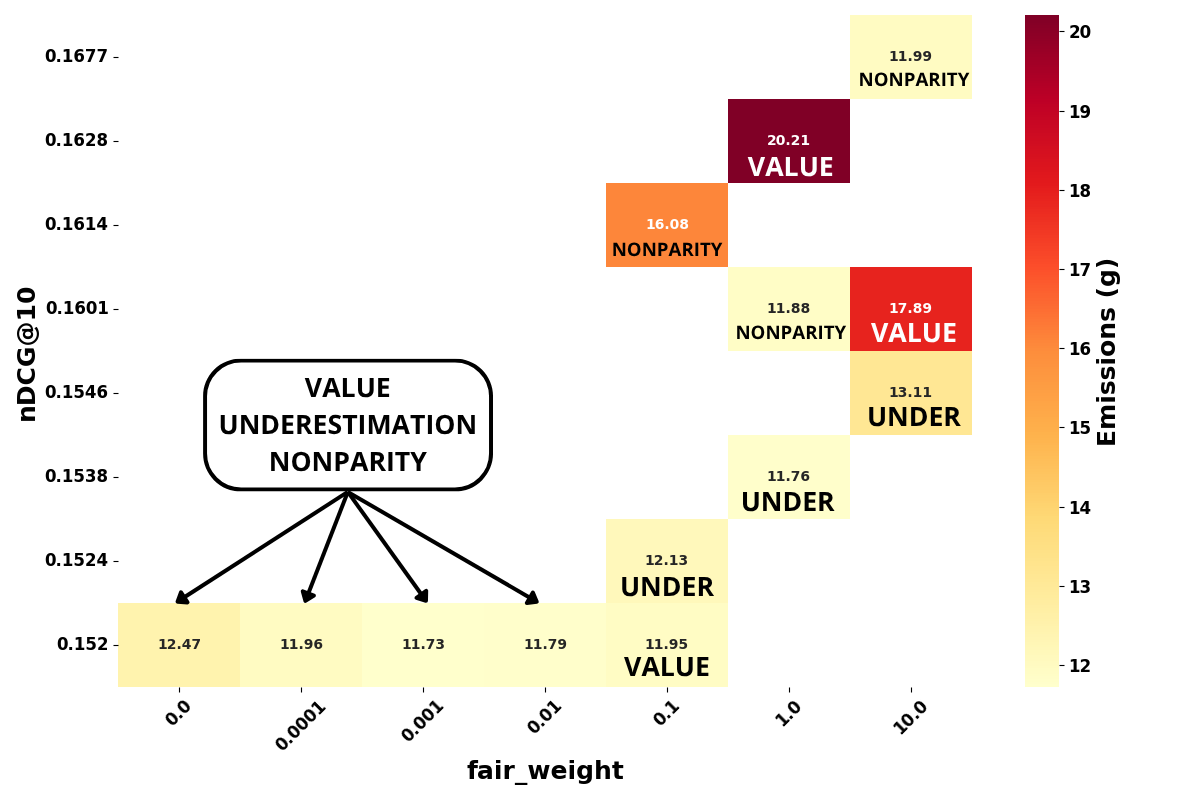 0.1677
11.99
NONPARITY
0.1628
20.21
VALUE
0.1614
16.08
NONPARITY
0.1601
11.88
NONPARITY
17.89
VALUE
0.1546
13.11
UNDER
VALUE
UNDERESTIMATION
NONPARITY
0.1538
11.76
UNDER
0.1524
12.13
UNDER
0.152
12.47
11.96
11.73
11.79
11.95
VALUE
nDCG@10
0.0
0.0001
0.001
0.01
0.1
1.0
10.0
fair_weight
20
19
18
17
16
15
14
13
12
Emissions (g)